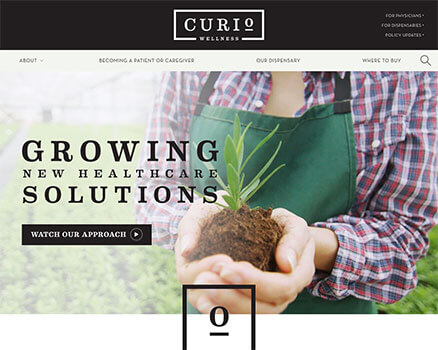 CURIO
WELLNESS
FOR PHYSICIANS
FOR DISPENSARIES
POLICY UPDATES
ABOUT
BECOMING A PATIENT OR CAREGIVER
OUR DISPENSARY
WHERE TO BUY
GROWING
NEW HEALTHCARE
SOLUTIONS
WATCH OUR APPROACH
O